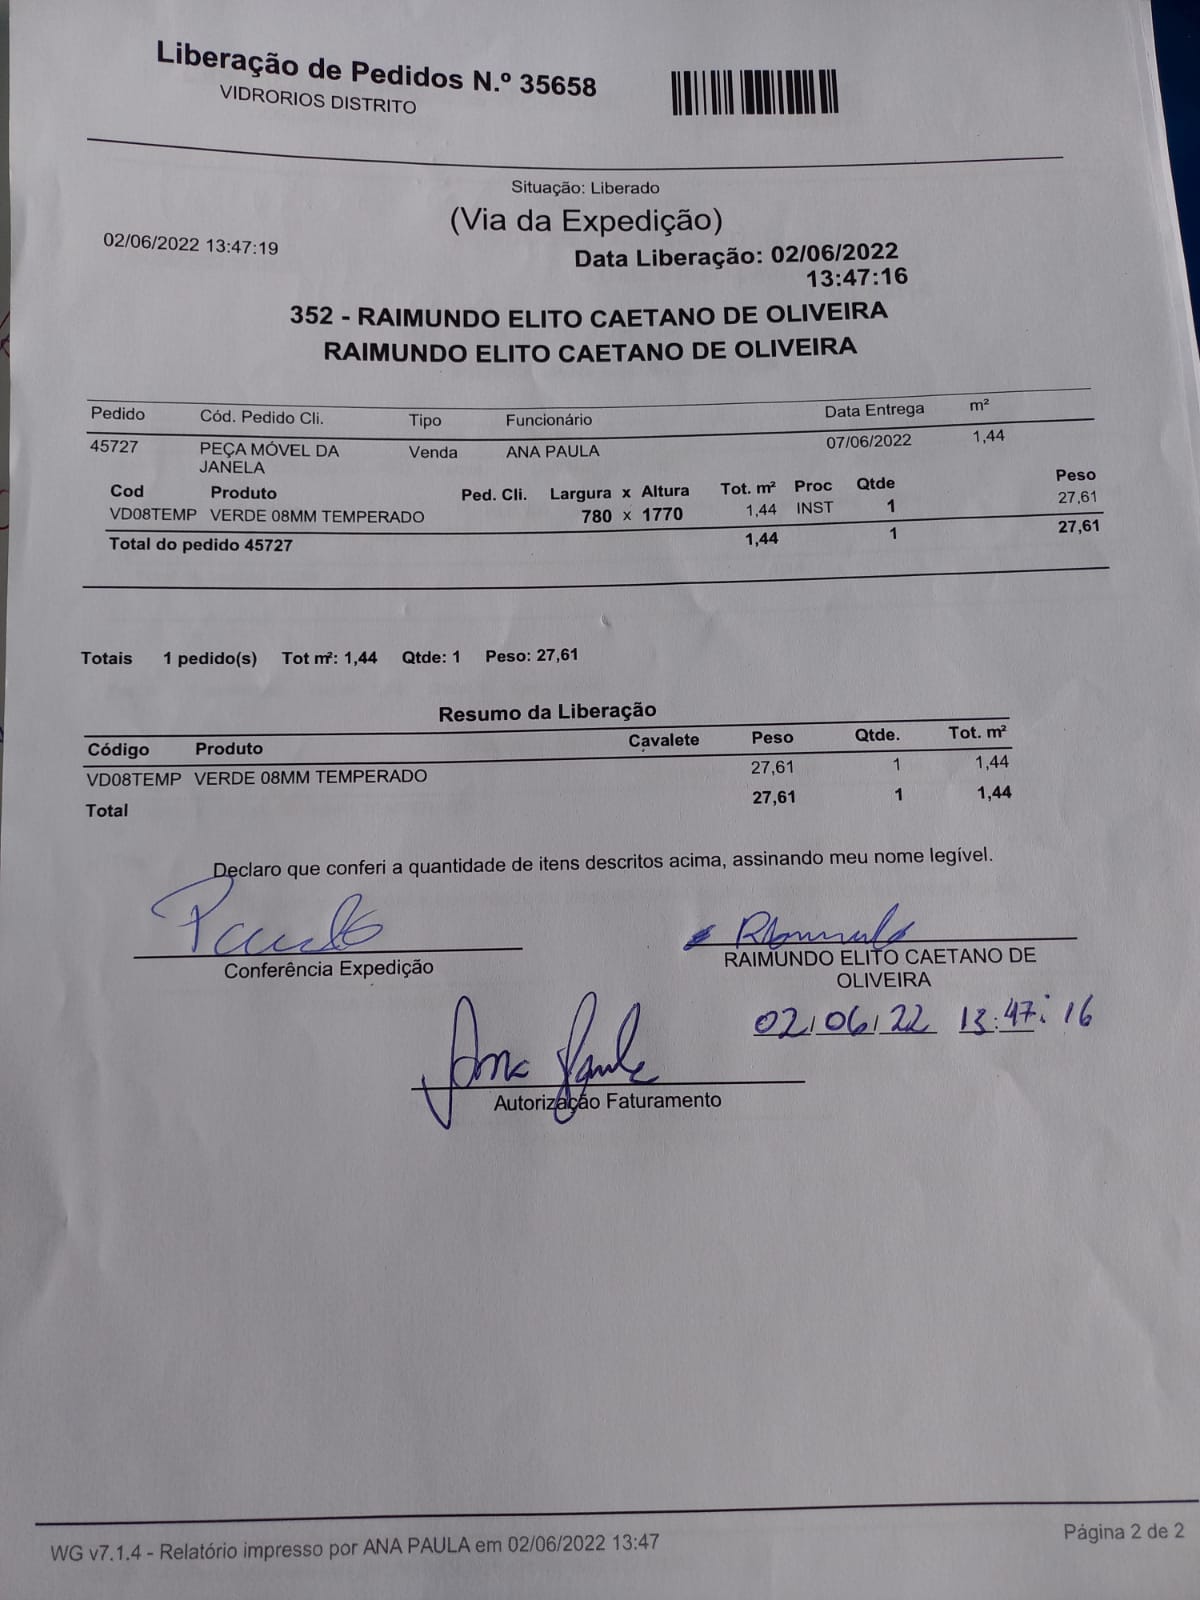 Liberação de Pedidos N.º 35658
VIDRORIOS DISTRITO
Situação: Liberado
(Via da Expedição)
02/06/2022 13:47:19
Data Liberação: 02/06/2022
13:47:16
352 - RAIMUNDO ELITO CAETANO DE OLIVEIRA
RAIMUNDO ELITO CAETANO DE OLIVEIRA
Pedido Cód. Pedido Cli. Tipo Funcionário Data Entrega m²
45727 PEÇA MÓVEL DA JANELA Venda ANA PAULA 07/06/2022 1,44
Cod Produto Ped. Cli. Largura x Altura Tot. m² Proc Qtde Peso
VD08TEMP VERDE 08MM TEMPERADO 780 x 1770 1,44 INST 1 27,61
Total do pedido 45727 1,44 1 27,61
Totais 1 pedido(s) Tot m²: 1,44 Qtde: 1 Peso: 27,61
Resumo da Liberação
Código Produto Cavalete Peso Qtde. Tot. m²
VD08TEMP VERDE 08MM TEMPERADO 27,61 1 1,44
Total 27,61 1 1,44
Declaro que conferi a quantidade de itens descritos acima, assinando meu nome legível.
Conferência Expedição
RAIMUNDO ELITO CAETANO DE
OLIVEIRA
02/06/22 13:47:16
Ana Paula
Autorização Faturamento
WG v7.1.4 - Relatório impresso por ANA PAULA em 02/06/2022 13:47
Página 2 de 2